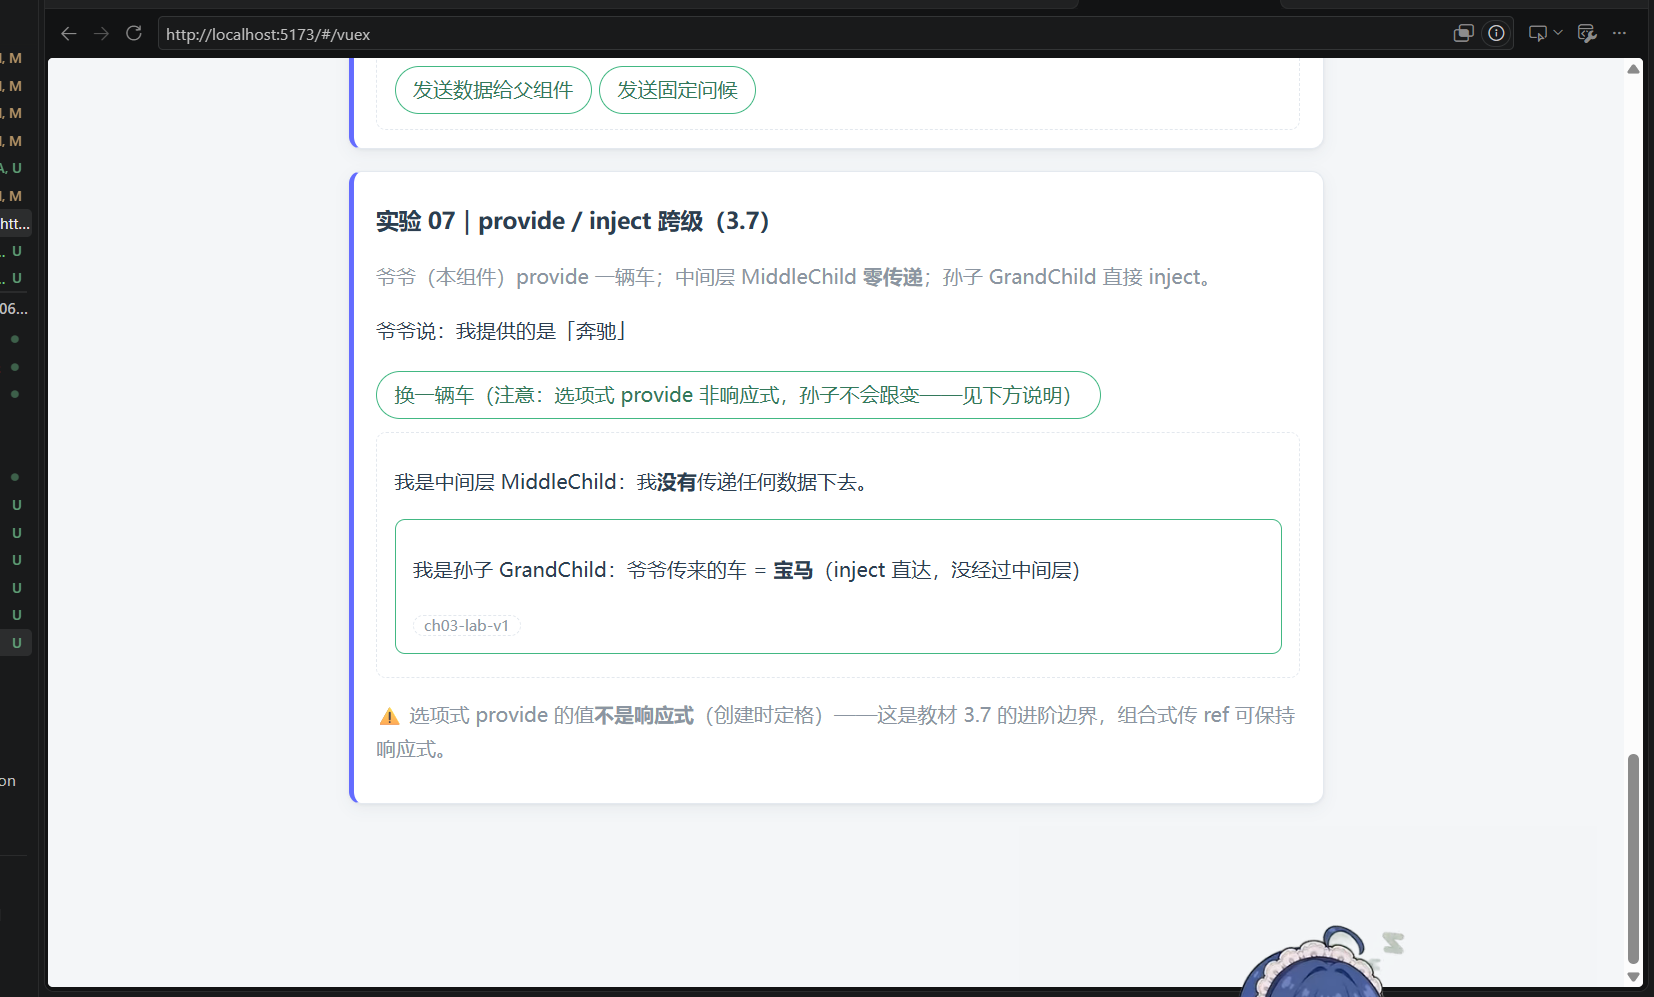 http://localhost:5173/#/vuex
, M
, M
, M
, M
A, U
, M
htt...
U
U
06...
U
U
U
U
U
U
on
发送数据给父组件
发送固定问候
实验 07｜provide / inject 跨级（3.7）
爷爷（本组件）provide 一辆车；中间层 MiddleChild 零传递；孙子 GrandChild 直接 inject。
爷爷说：我提供的是「奔驰」
换一辆车（注意：选项式 provide 非响应式，孙子不会跟变——见下方说明）
我是中间层 MiddleChild：我没有传递任何数据下去。
我是孙子 GrandChild：爷爷传来的车 = 宝马（inject 直达，没经过中间层）
ch03-lab-v1
⚠️ 选项式 provide 的值不是响应式（创建时定格）——这是教材 3.7 的进阶边界，组合式传 ref 可保持
响应式。
z
z